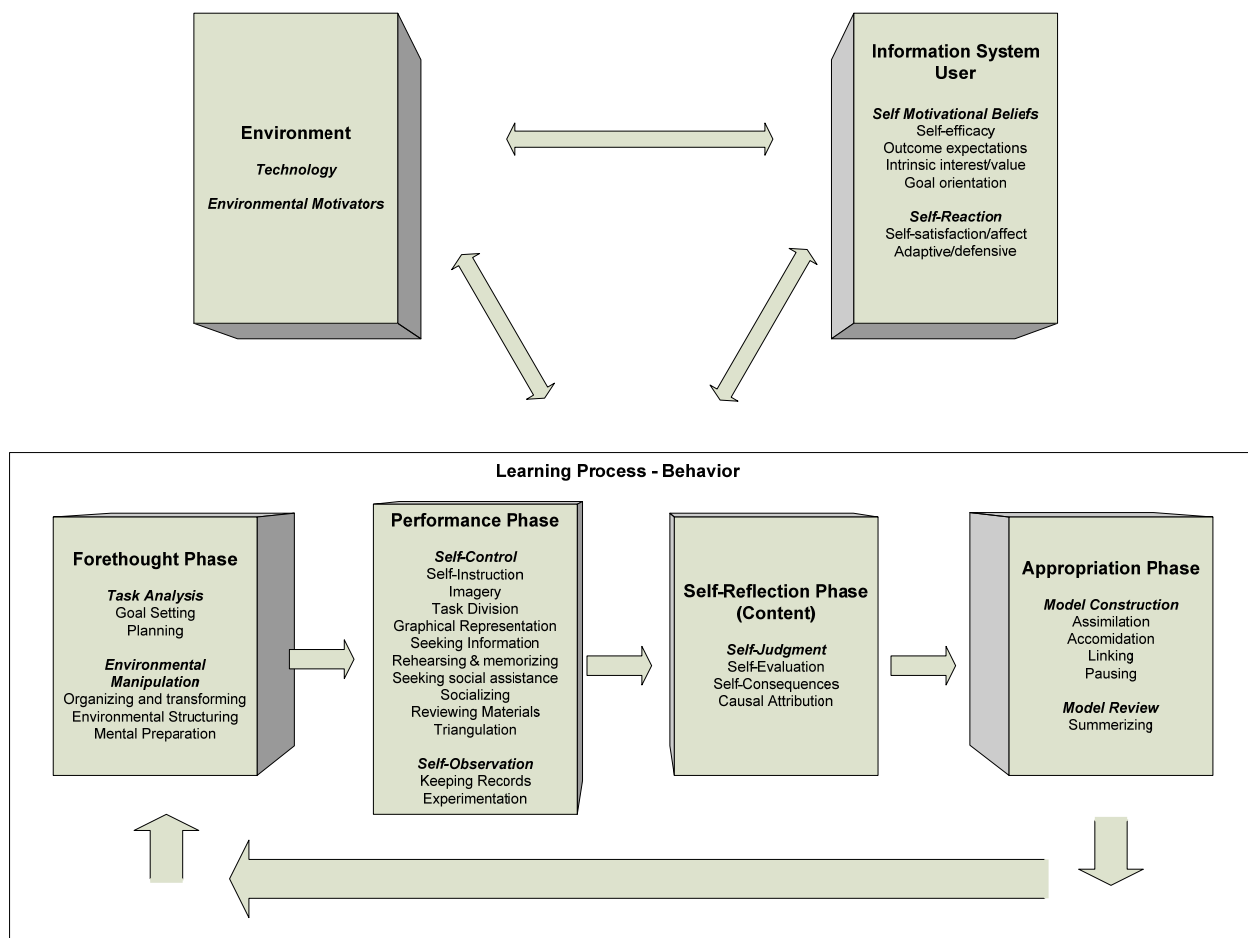 Environment
Technology
Environmental Motivators
Information System
User
Self Motivational Beliefs
Self-efficacy
Outcome expectations
Intrinsic interest/value
Goal orientation
Self-Reaction
Self-satisfaction/affect
Adaptive/defensive
Learning Process - Behavior
Forethought Phase
Task Analysis
Goal Setting
Planning
Environmental
Manipulation
Organizing and transforming
Environmental Structuring
Mental Preparation
Performance Phase
Self-Control
Self-Instruction
Imagery
Task Division
Graphical Representation
Seeking Information
Rehearsing & memorizing
Seeking social assistance
Socializing
Reviewing Materials
Triangulation
Self-Observation
Keeping Records
Experimentation
Self-Reflection Phase
(Content)
Self-Judgment
Self-Evaluation
Self-Consequences
Causal Attribution
Appropriation Phase
Model Construction
Assimilation
Accomidation
Linking
Pausing
Model Review
Summerizing